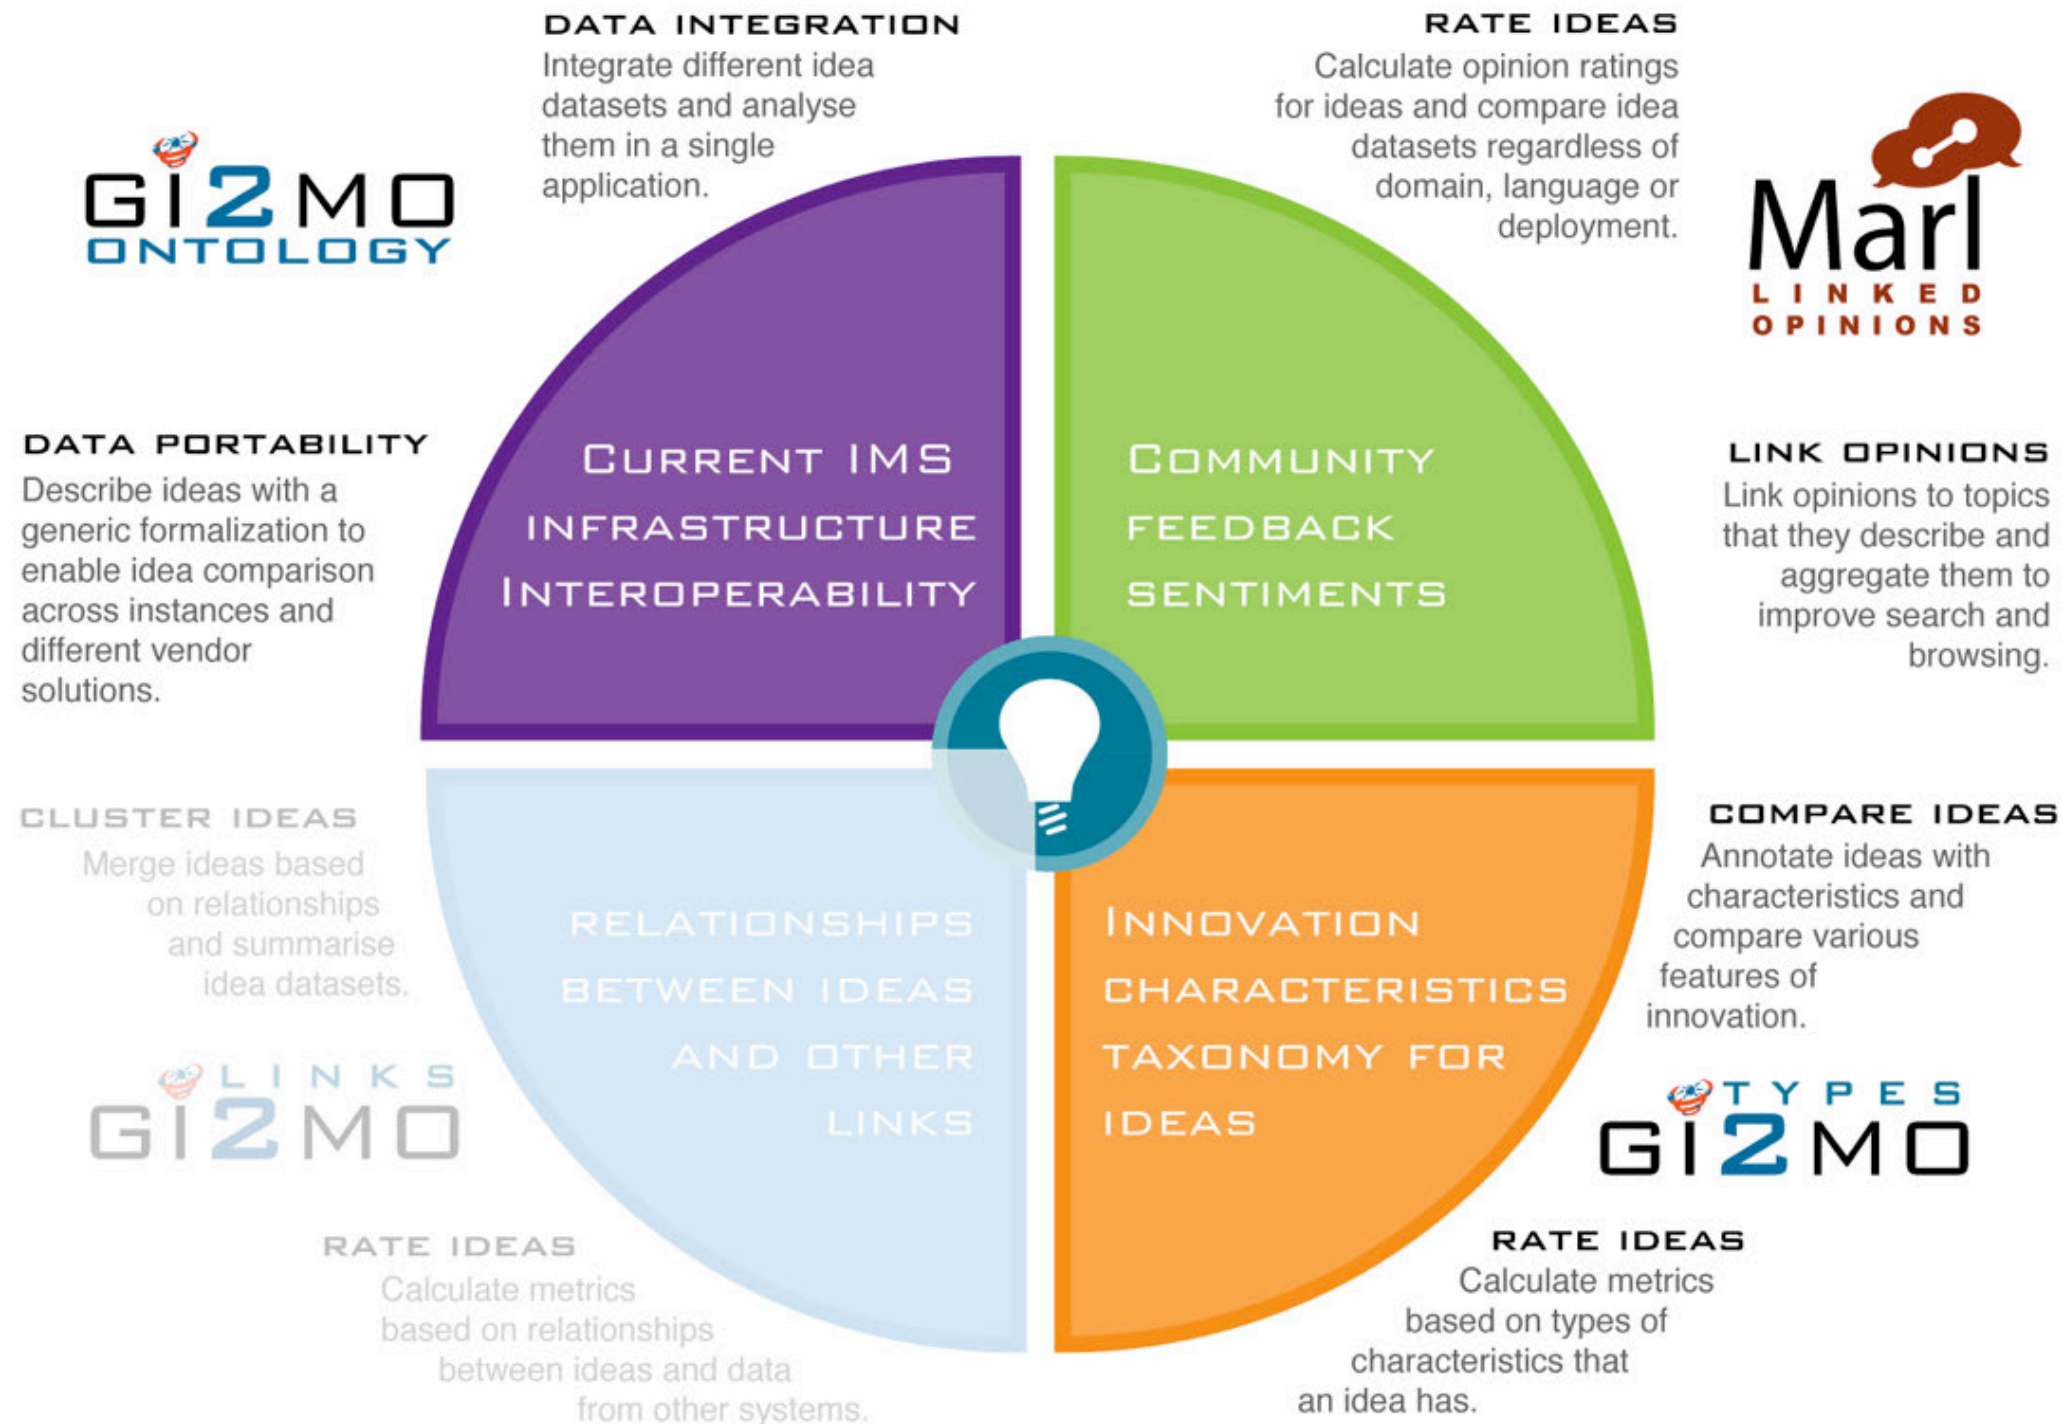 DATA INTEGRATION
Integrate different idea
datasets and analyse
them in a single
application.
RATE IDEAS
Calculate opinion ratings
for ideas and compare idea
datasets regardless of
domain, language or
deployment.
GI2MO
ONTOLOGY
Marl
LINKED
OPINIONS
DATA PORTABILITY
Describe ideas with a
generic formalization to
enable idea comparison
across instances and
different vendor
solutions.
CURRENT IMS
INFRASTRUCTURE
INTEROPERABILITY
COMMUNITY
FEEDBACK
SENTIMENTS
LINK OPINIONS
Link opinions to topics
that they describe and
aggregate them to
improve search and
browsing.
CLUSTER IDEAS
Merge ideas based
on relationships
and summarise
idea datasets.
RELATIONSHIPS
BETWEEN IDEAS
AND OTHER
LINKS
INNOVATION
CHARACTERISTICS
TAXONOMY FOR
IDEAS
COMPARE IDEAS
Annotate ideas with
characteristics and
compare various
features of
innovation.
LINKS
GI2MO
TYPES
GI2MO
RATE IDEAS
Calculate metrics
based on relationships
between ideas and data
from other systems.
RATE IDEAS
Calculate metrics
based on types of
characteristics that
an idea has.